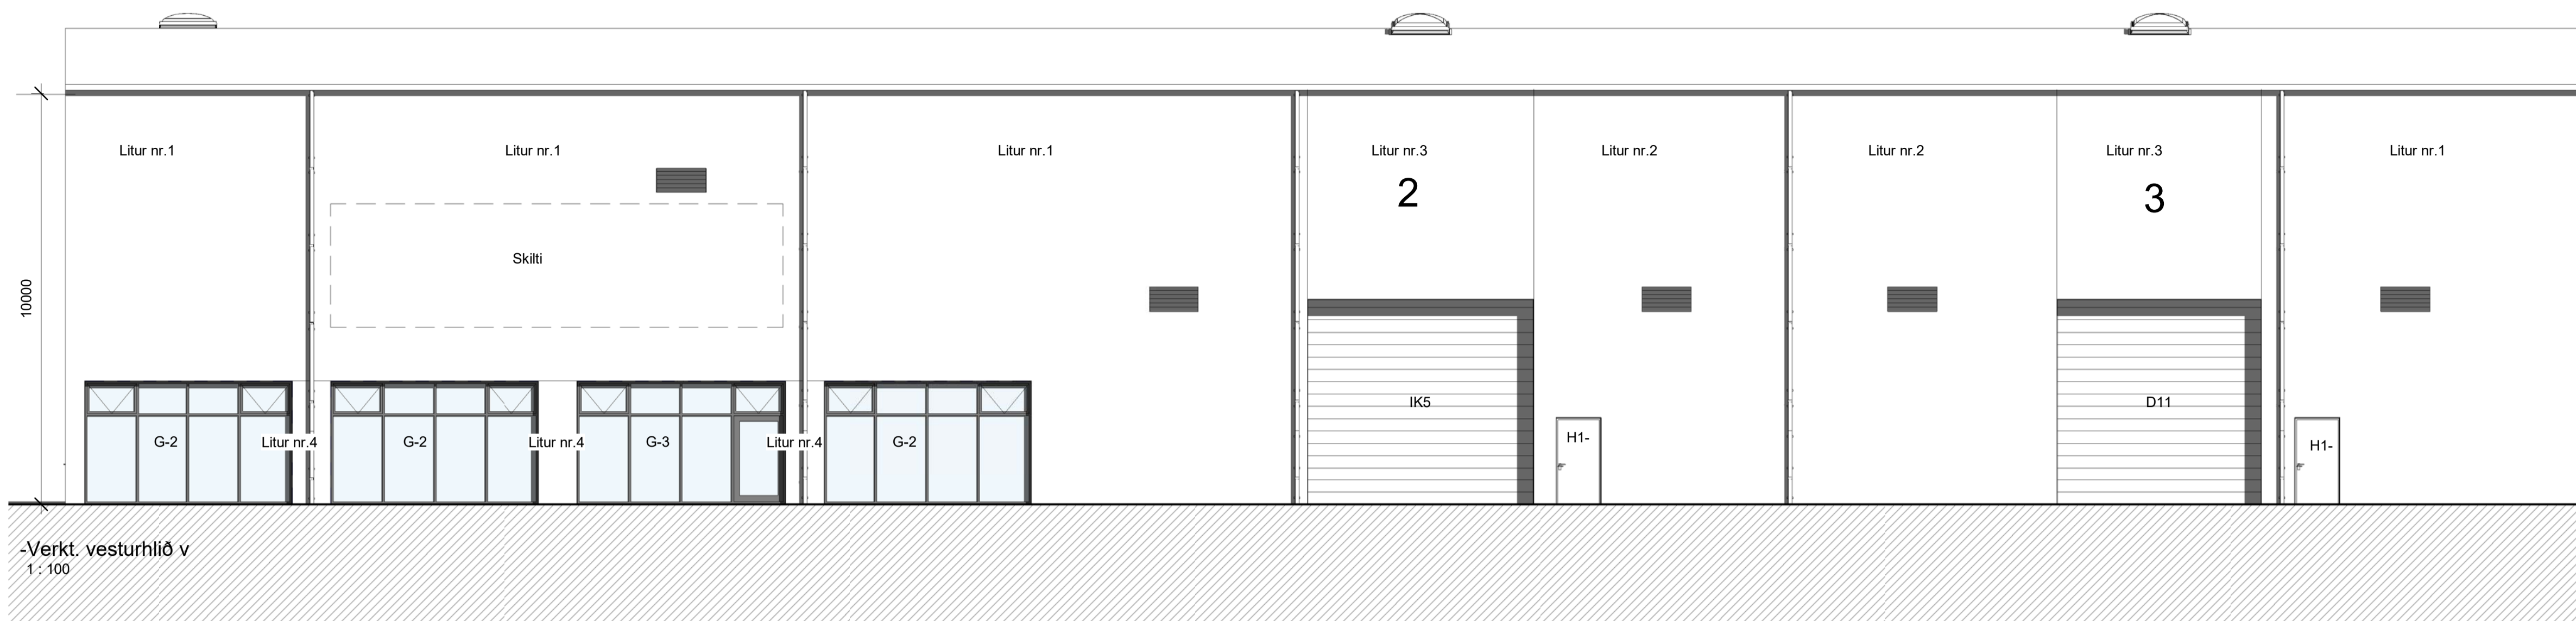 Litur nr.1
Litur nr.1
Litur nr.1
Litur nr.3
Litur nr.2
Litur nr.2
Litur nr.3
Litur nr.1
2
3
Skilti
10000
IK5
D11
G-2
Litur nr.4
G-2
Litur nr.4
G-3
Litur nr.4
G-2
H1-
H1-
-Verkt. vesturhlið v
1 : 100